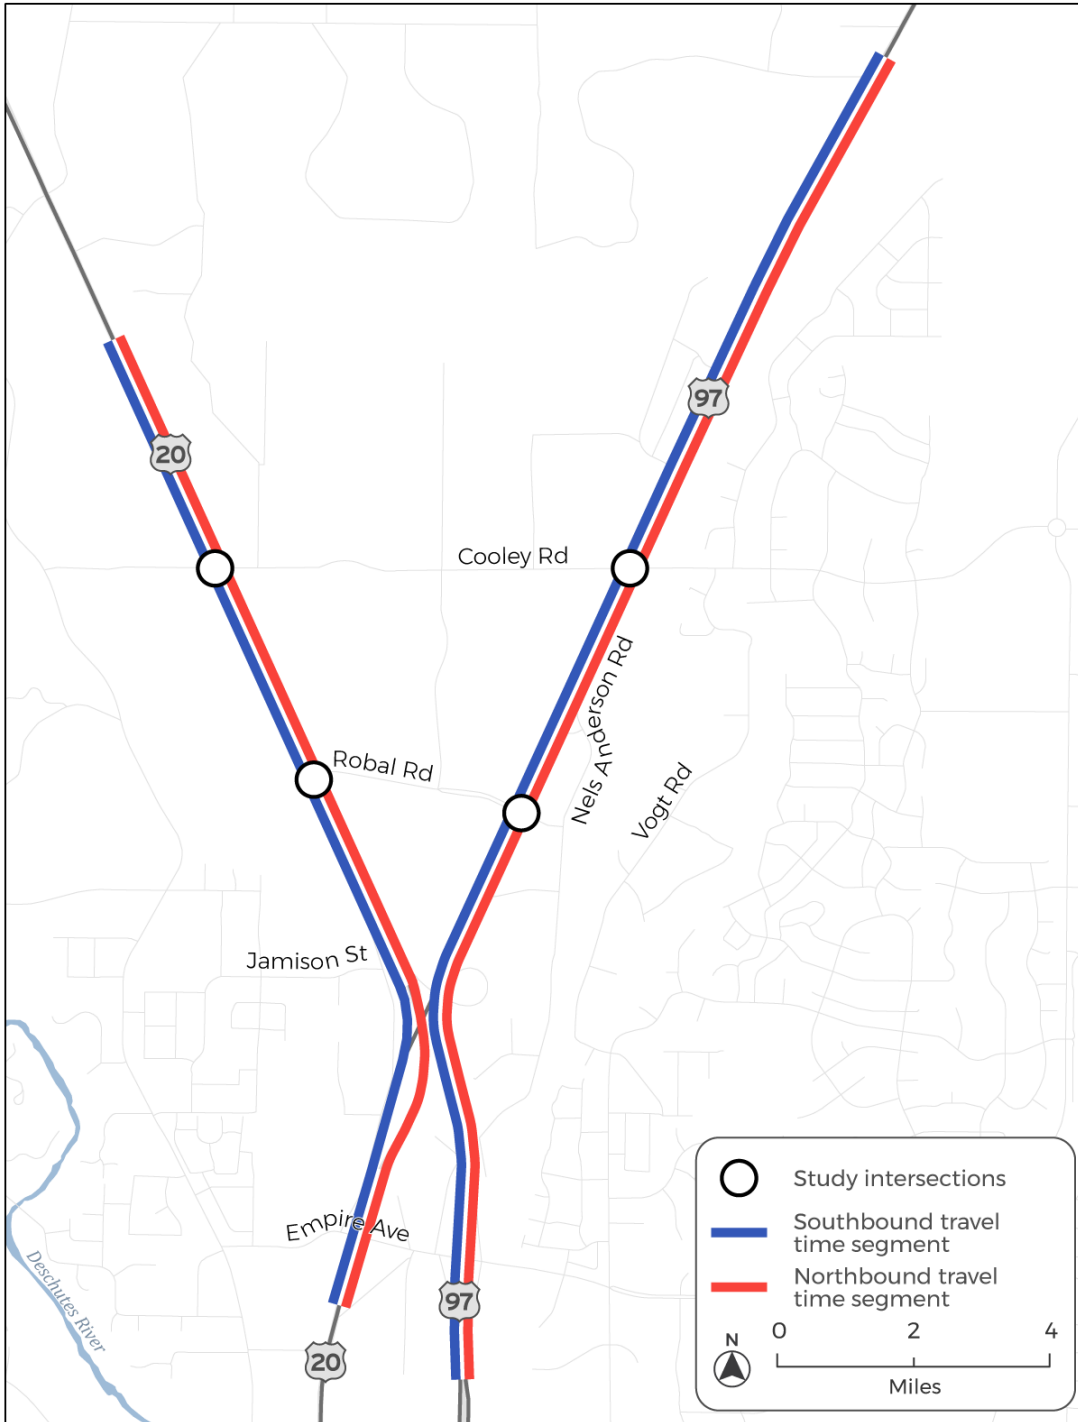 97
20
Cooley Rd
Nels Anderson Rd
Robal Rd
Vogt Rd
Jamison St
Empire Ave
Deschutes River
97
20
Study intersections
Southbound travel
time segment
Northbound travel
time segment
N
0 2 4
Miles